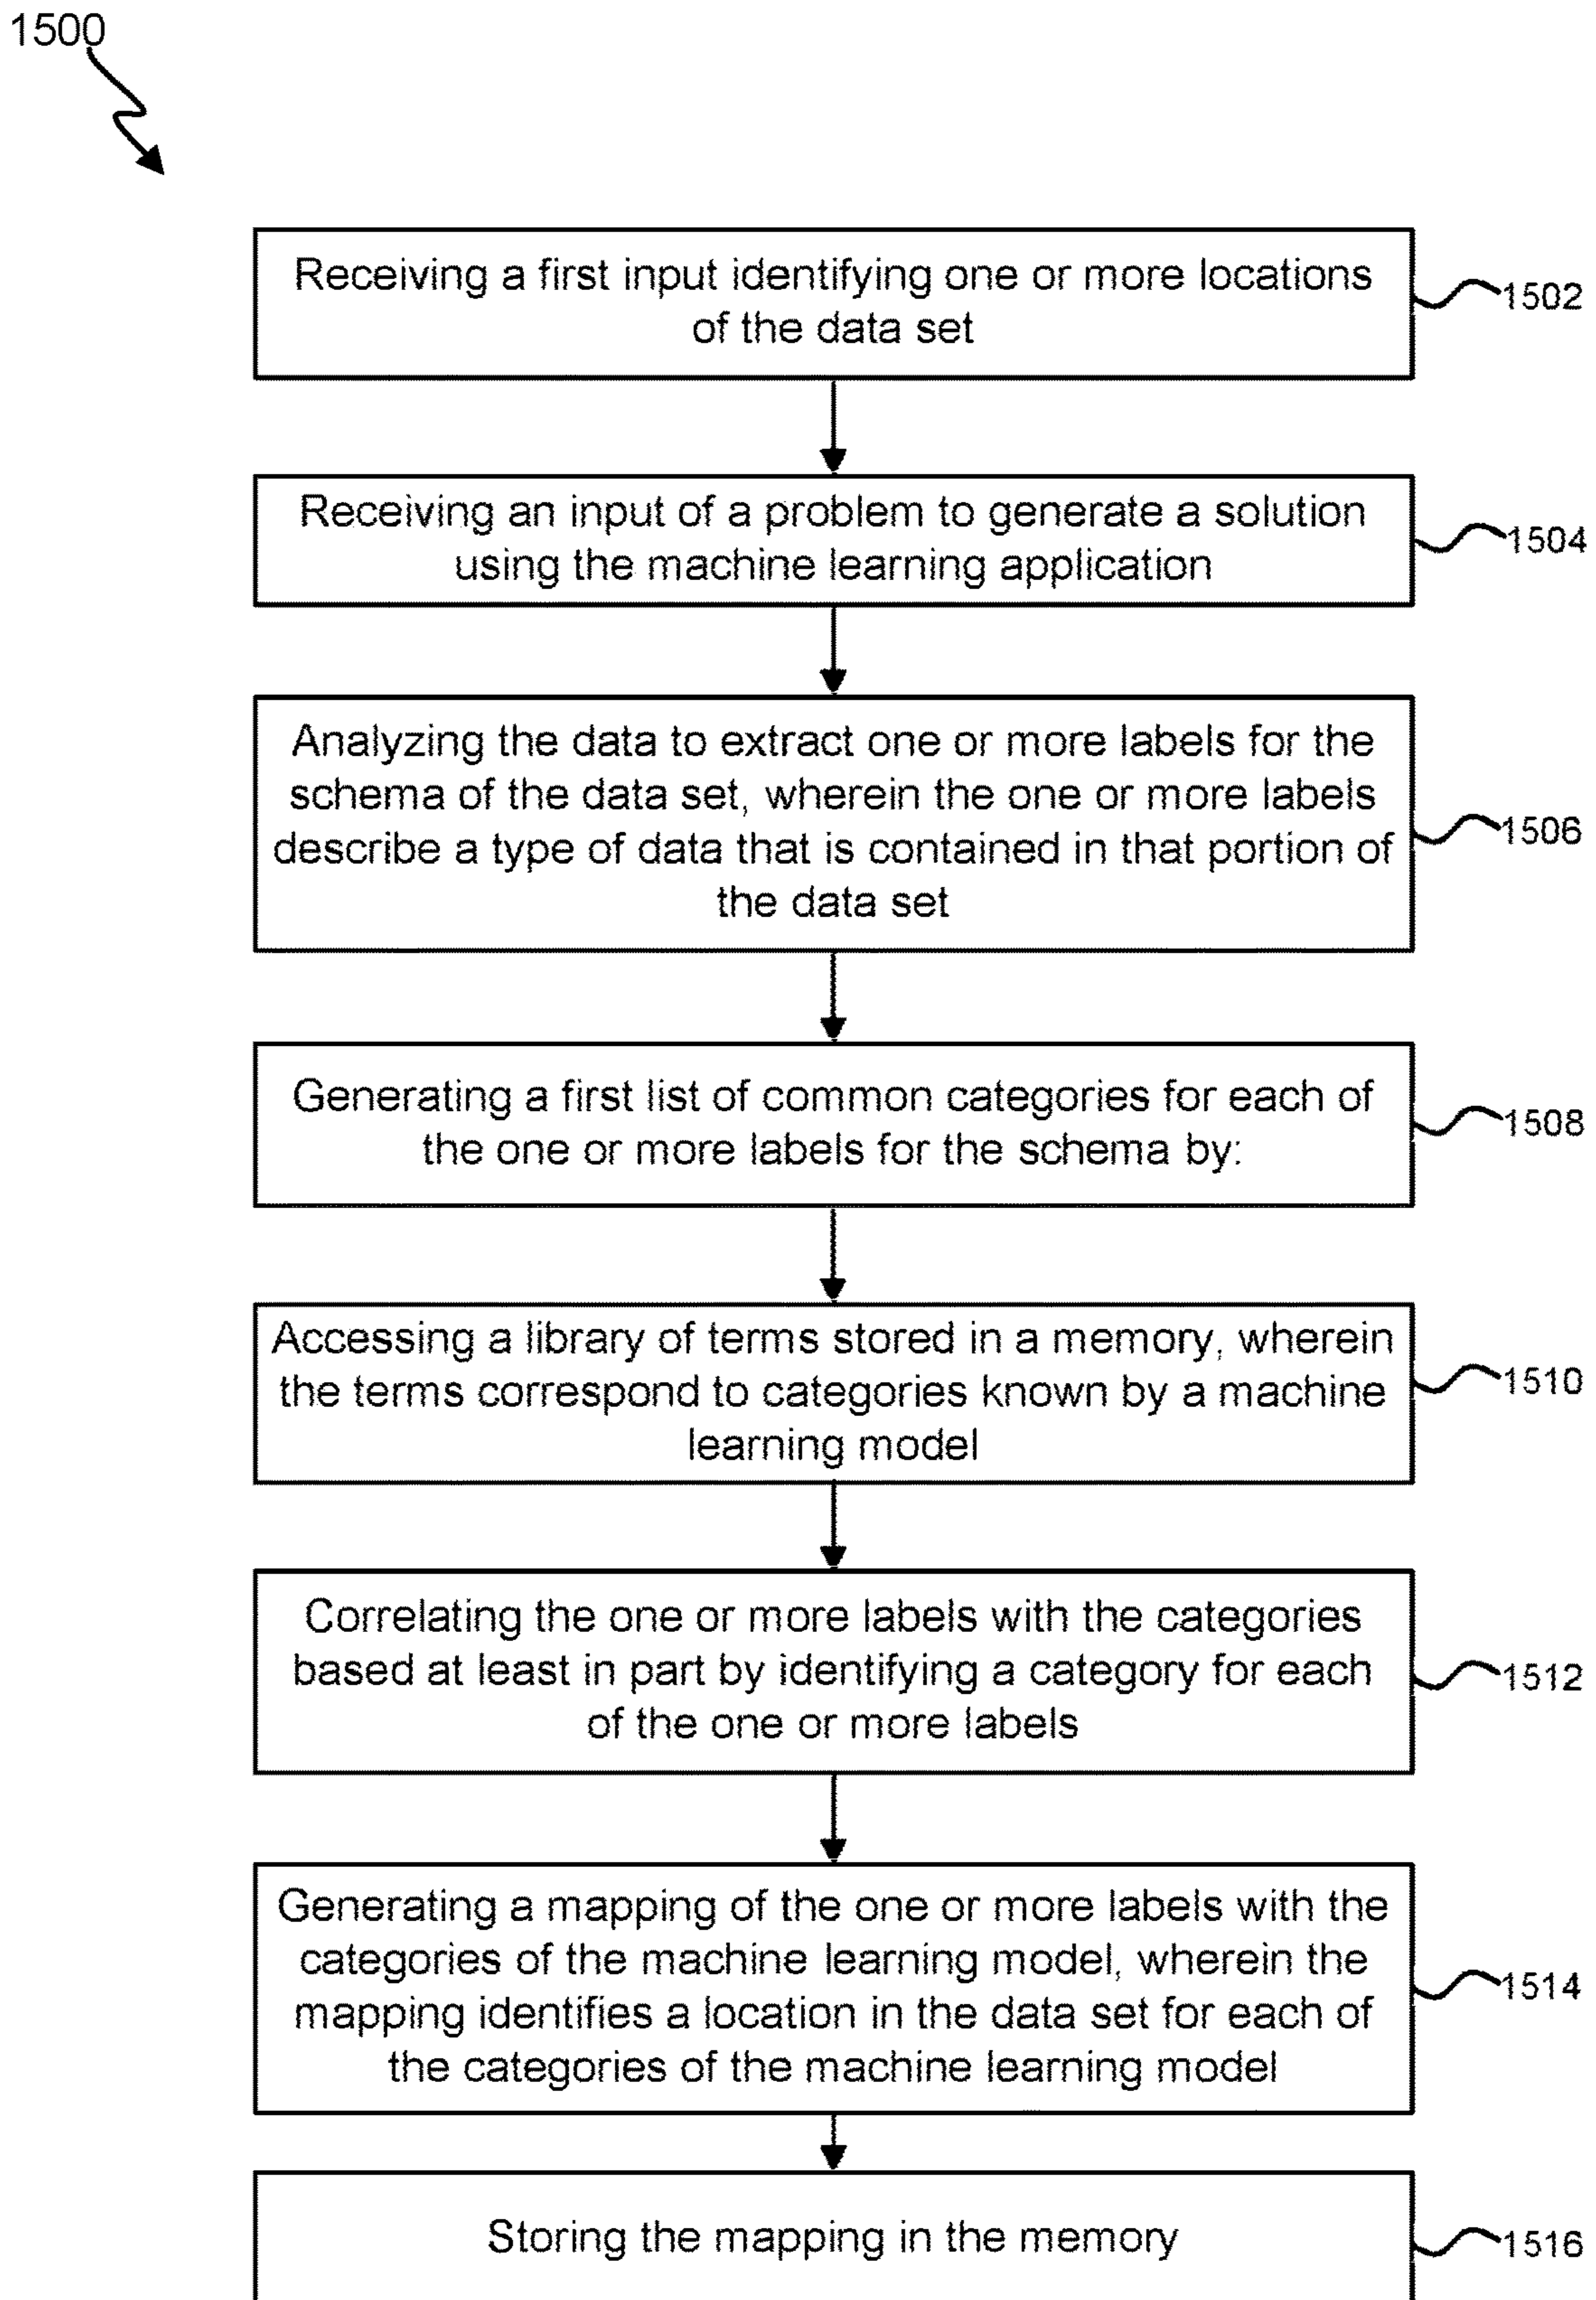 1500
Receiving a first input identifying one or more locations
of the data set
1502
Receiving an input of a problem to generate a solution
using the machine learning application
1504
Analyzing the data to extract one or more labels for the
schema of the data set, wherein the one or more labels
describe a type of data that is contained in that portion of
the data set
1506
Generating a first list of common categories for each of
the one or more labels for the schema by:
1508
Accessing a library of terms stored in a memory, wherein
the terms correspond to categories known by a machine
learning model
1510
Correlating the one or more labels with the categories
based at least in part by identifying a category for each
of the one or more labels
1512
Generating a mapping of the one or more labels with the
categories of the machine learning model, wherein the
mapping identifies a location in the data set for each of
the categories of the machine learning model
1514
Storing the mapping in the memory
1516